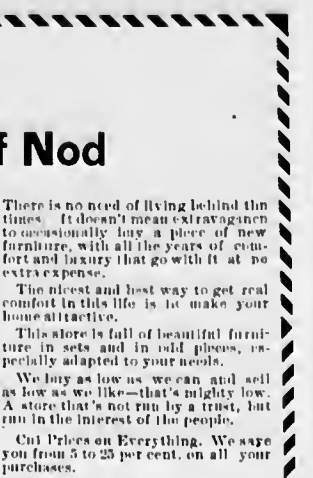 f Nod
There is no need of living behind the
times. It doesn't mean extravagance
to occasionally buy a piece of new
furniture, with all the years of com-
fort and luxury that go with it at no
extra expense.
The nicest and best way to get real
comfort in this life is to make your
home attractive.
This store is full of beautiful furni-
ture in sets and in odd pieces, es-
pecially adapted to your needs.
We buy as low as we can and sell
as low as we like—that's mighty low.
A store that's not run by a trust, but
run in the interest of the people.
Cut Prices on Everything. We save
you from 5 to 25 per cent. on all your
purchases.